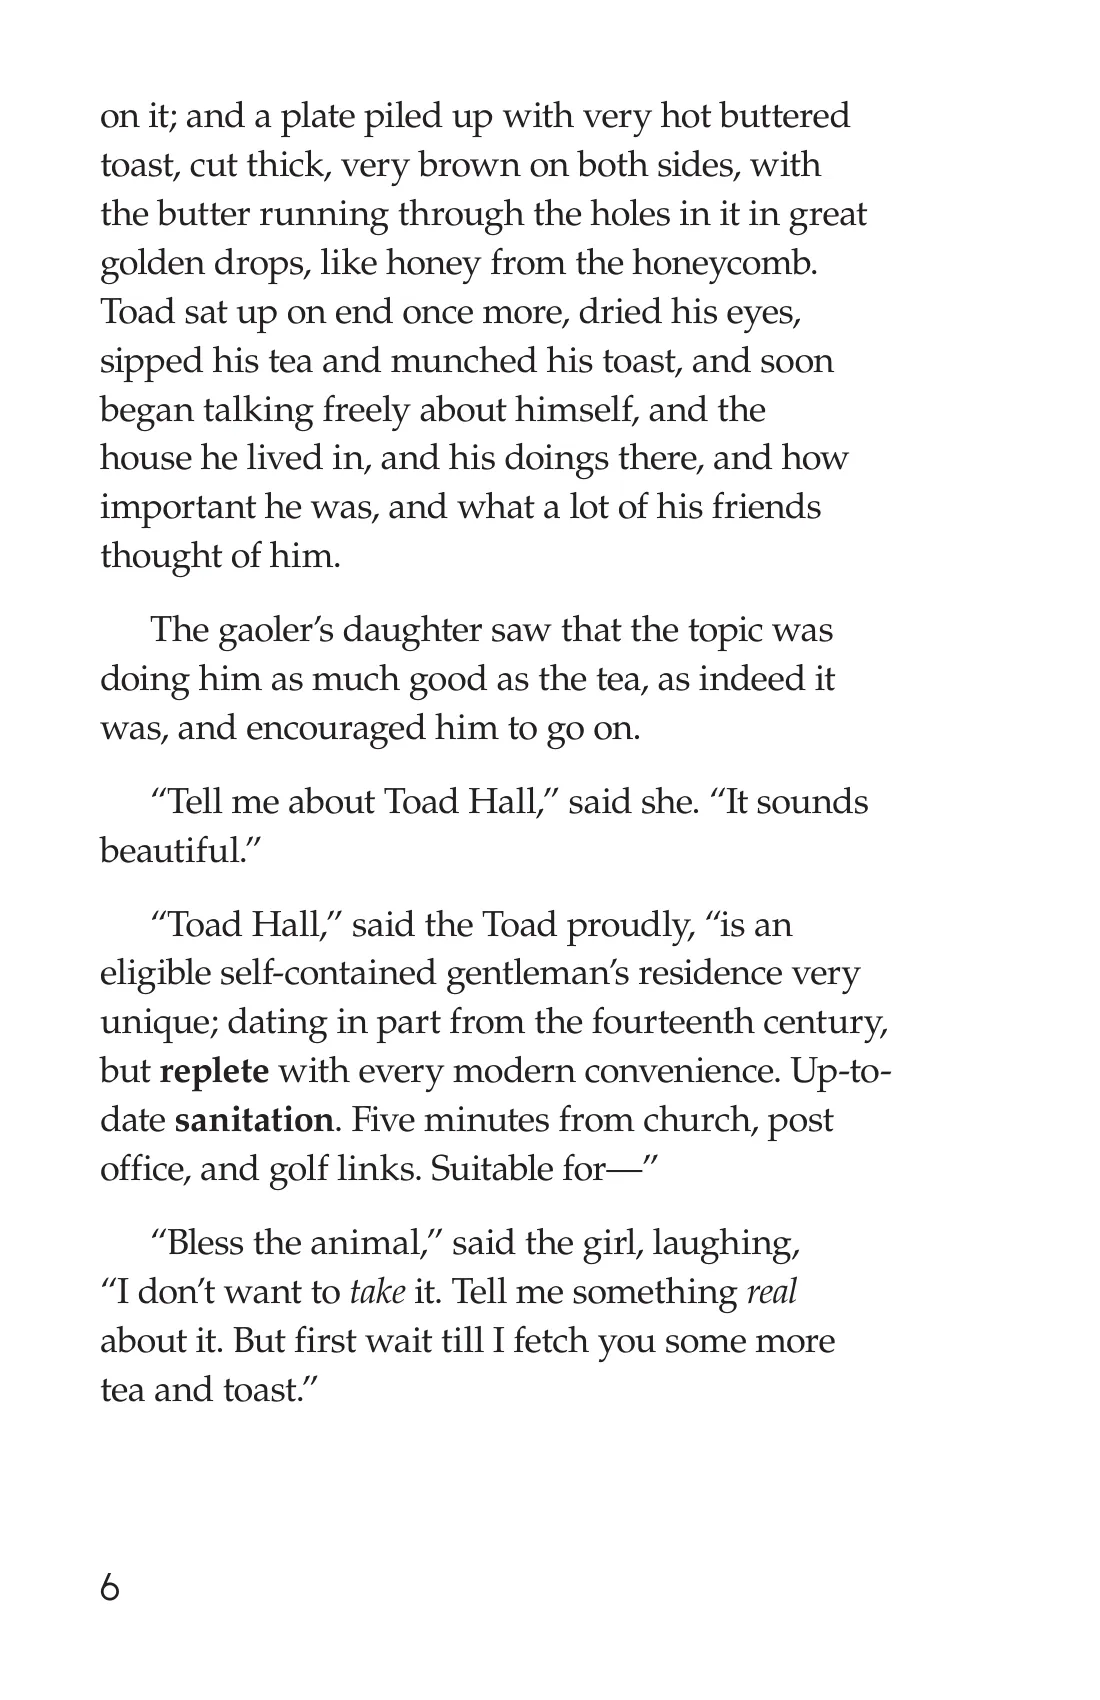 on it; and a plate piled up with very hot buttered
toast, cut thick, very brown on both sides, with
the butter running through the holes in it in great
golden drops, like honey from the honeycomb.
Toad sat up on end once more, dried his eyes,
sipped his tea and munched his toast, and soon
began talking freely about himself, and the
house he lived in, and his doings there, and how
important he was, and what a lot of his friends
thought of him.
The gaoler’s daughter saw that the topic was
doing him as much good as the tea, as indeed it
was, and encouraged him to go on.
“Tell me about Toad Hall,” said she. “It sounds
beautiful.”
“Toad Hall,” said the Toad proudly, “is an
eligible self-contained gentleman’s residence very
unique; dating in part from the fourteenth century,
but replete with every modern convenience. Up-to-
date sanitation. Five minutes from church, post
office, and golf links. Suitable for—”
“Bless the animal,” said the girl, laughing,
“I don’t want to take it. Tell me something real
about it. But first wait till I fetch you some more
tea and toast.”
6